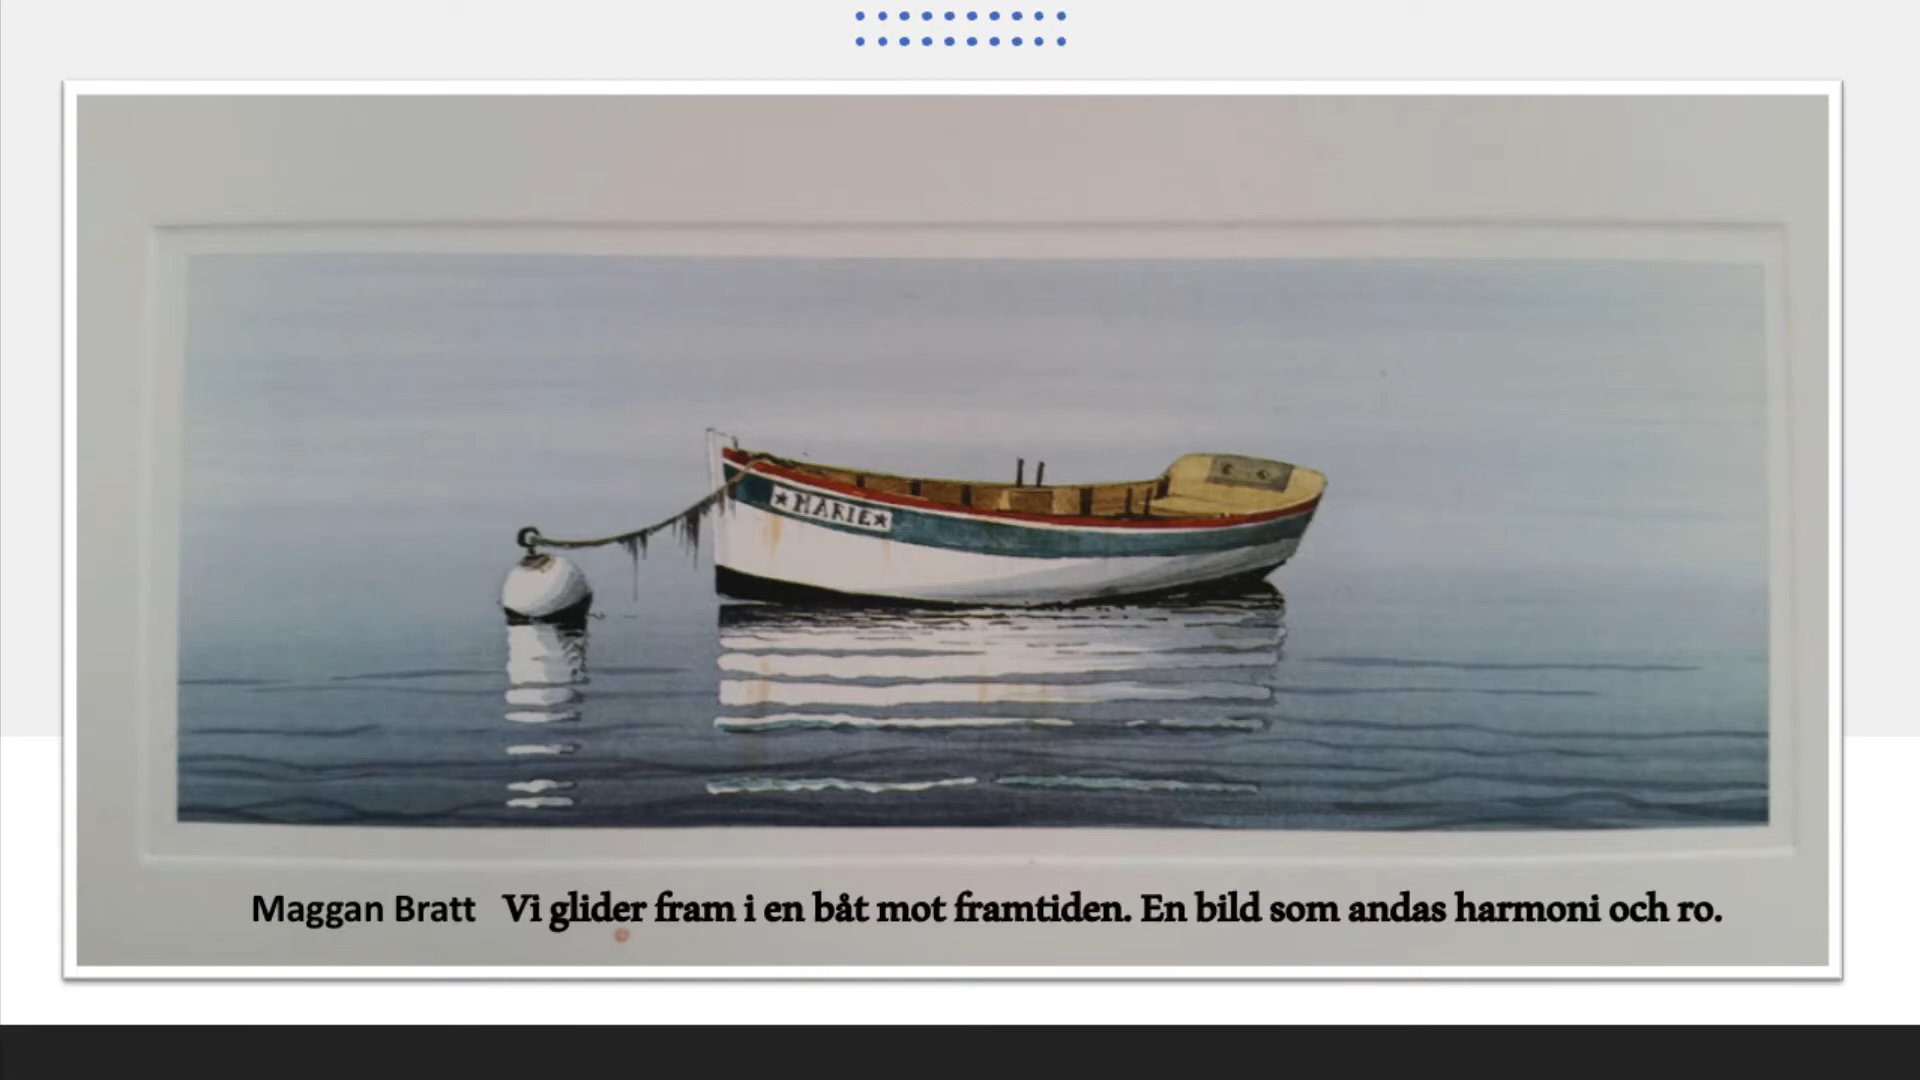 ★MARIE★
Maggan Bratt Vi glider fram i en båt mot framtiden. En bild som andas harmoni och ro.